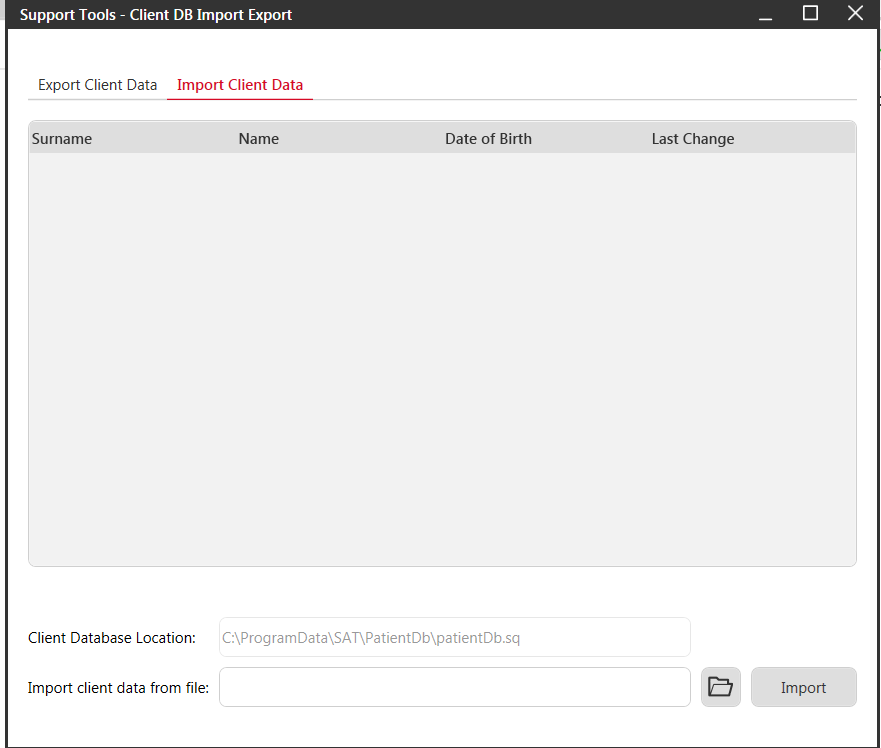 Support Tools - Client DB Import Export
Export Client Data Import Client Data
Surname Name Date of Birth Last Change
Client Database Location: C:\ProgramData\SAT\PatientDb\patientDb.sq
Import client data from file: Import